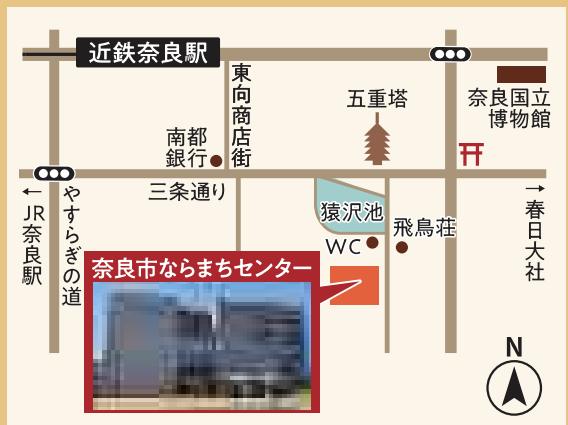 近鉄奈良駅
東向商店街
五重塔
奈良国立
博物館
南都
銀行
三条通り
←
JR奈良駅
やすらぎの道
猿沢池
飛鳥荘
WC
→
春日大社
奈良市ならまちセンター
N